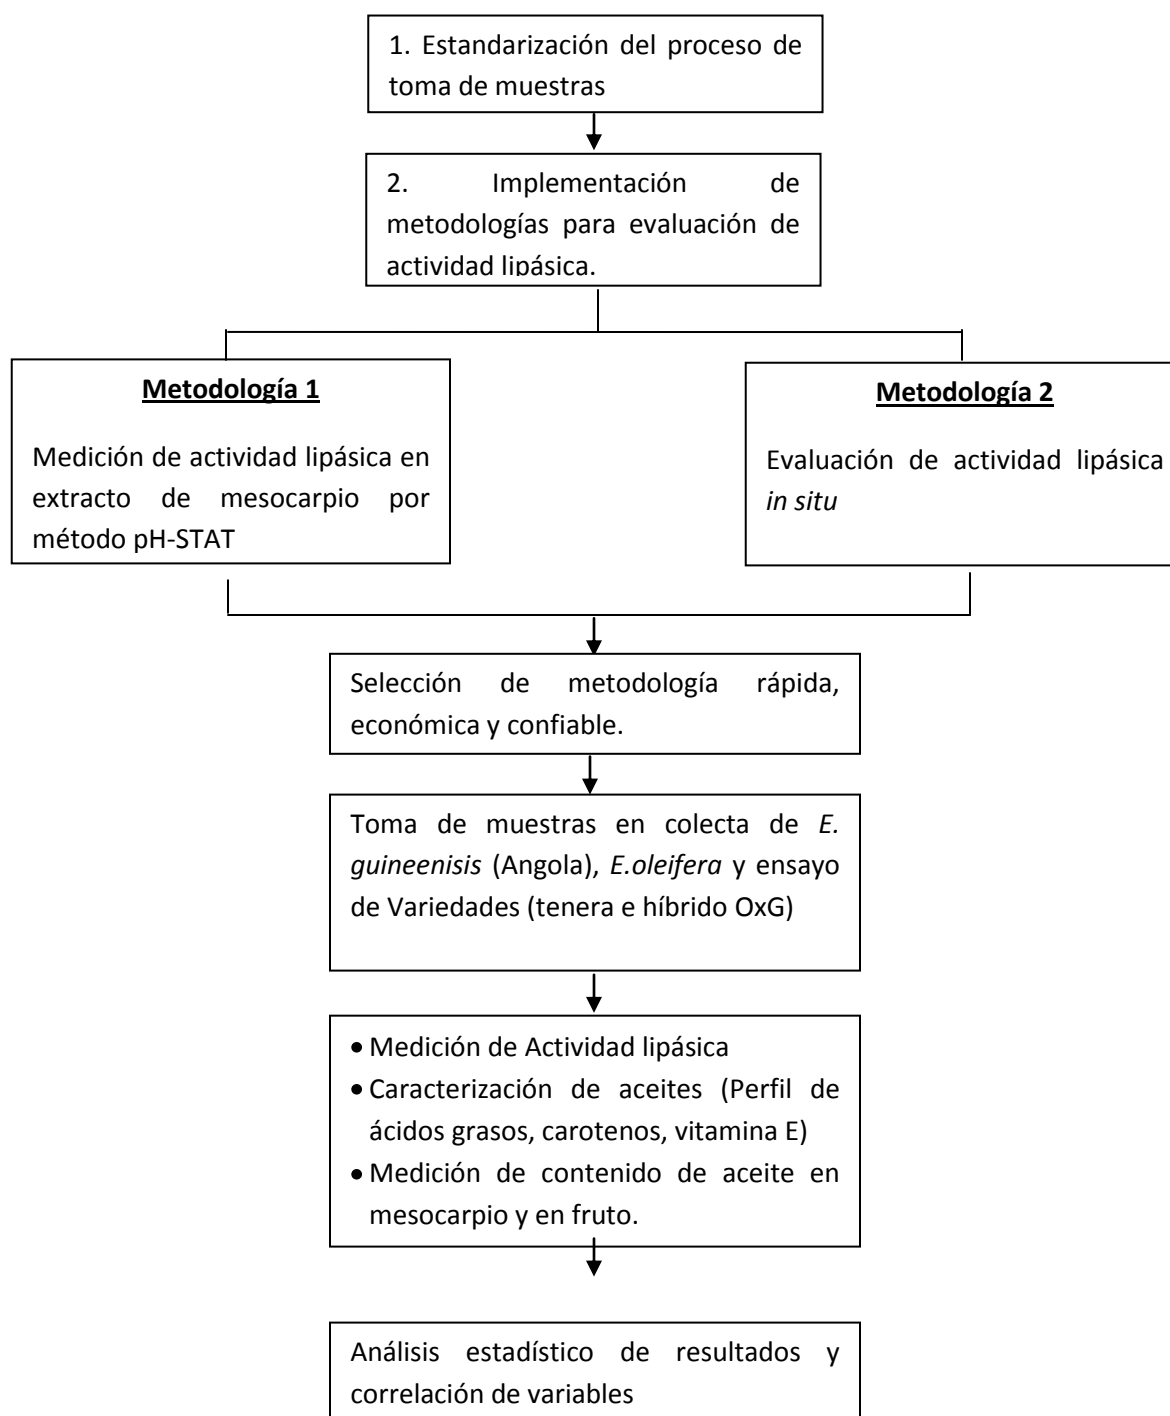 1. Estandarización del proceso de
toma de muestras
2. Implementación de
metodologías para evaluación de
actividad lipásica.
Metodología 1
Medición de actividad lipásica en
extracto de mesocarpio por
método pH-STAT
Metodología 2
Evaluación de actividad lipásica
in situ
Selección de metodología rápida,
económica y confiable.
Toma de muestras en colecta de E.
guineenisis (Angola), E.oleifera y ensayo
de Variedades (tenera e híbrido OxG)
• Medición de Actividad lipásica
• Caracterización de aceites (Perfil de
ácidos grasos, carotenos, vitamina E)
• Medición de contenido de aceite en
mesocarpio y en fruto.
Análisis estadístico de resultados y
correlación de variables